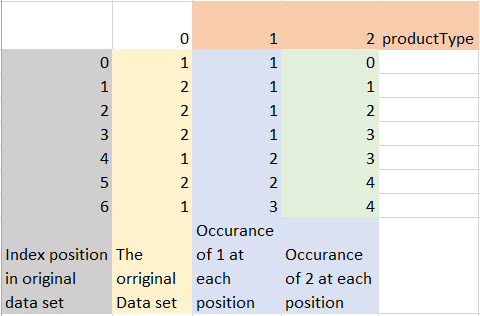 0 1 2 productType
0 1 1 0
1 2 1 1
2 2 1 2
3 2 1 3
4 1 2 3
5 2 2 4
6 1 3 4
Index position in original data set
The orriginal Data set
Occurance of 1 at each position
Occurance of 2 at each position